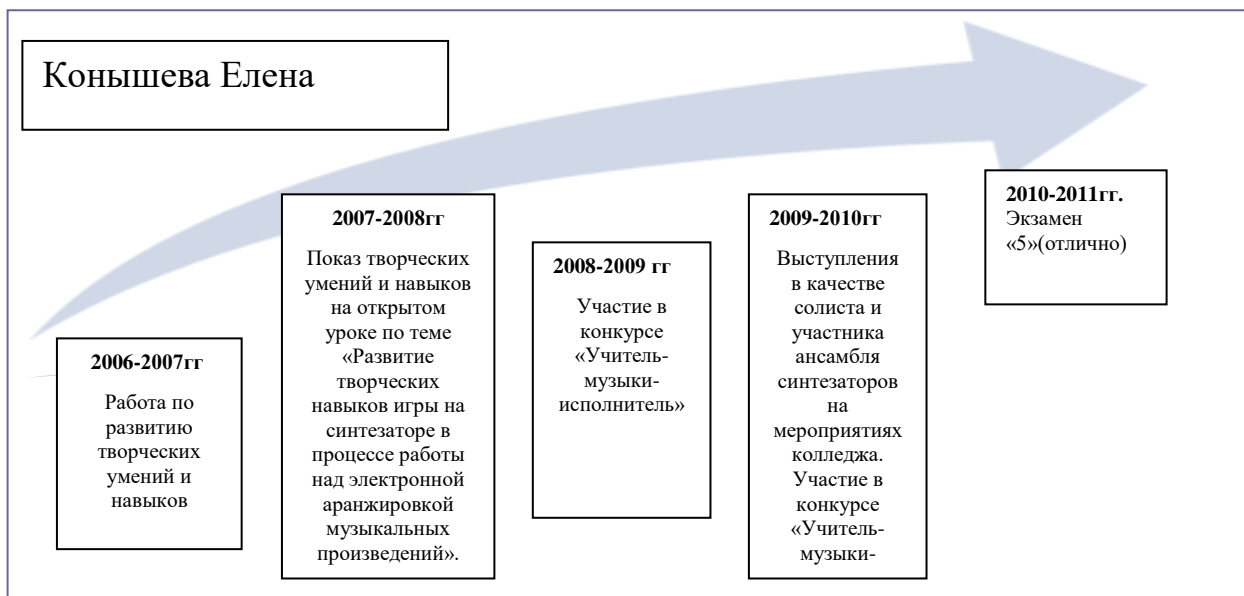 Конышева Елена
2006-2007гг
Работа по
развитию
творческих
умений и
навыков
2007-2008гг
Показ творческих
умений и навыков
на открытом
уроке по теме
«Развитие
творческих
навыков игры на
синтезаторе в
процессе работы
над электронной
аранжировкой
музыкальных
произведений».
2008-2009 гг
Участие в
конкурсе
«Учитель-
музыки-
исполнитель»
2009-2010гг
Выступления
в качестве
солиста и
участника
ансамбля
синтезаторов
на
мероприятиях
колледжа.
Участие в
конкурсе
«Учитель-
музыки-
2010-2011гг.
Экзамен
«5»(отлично)